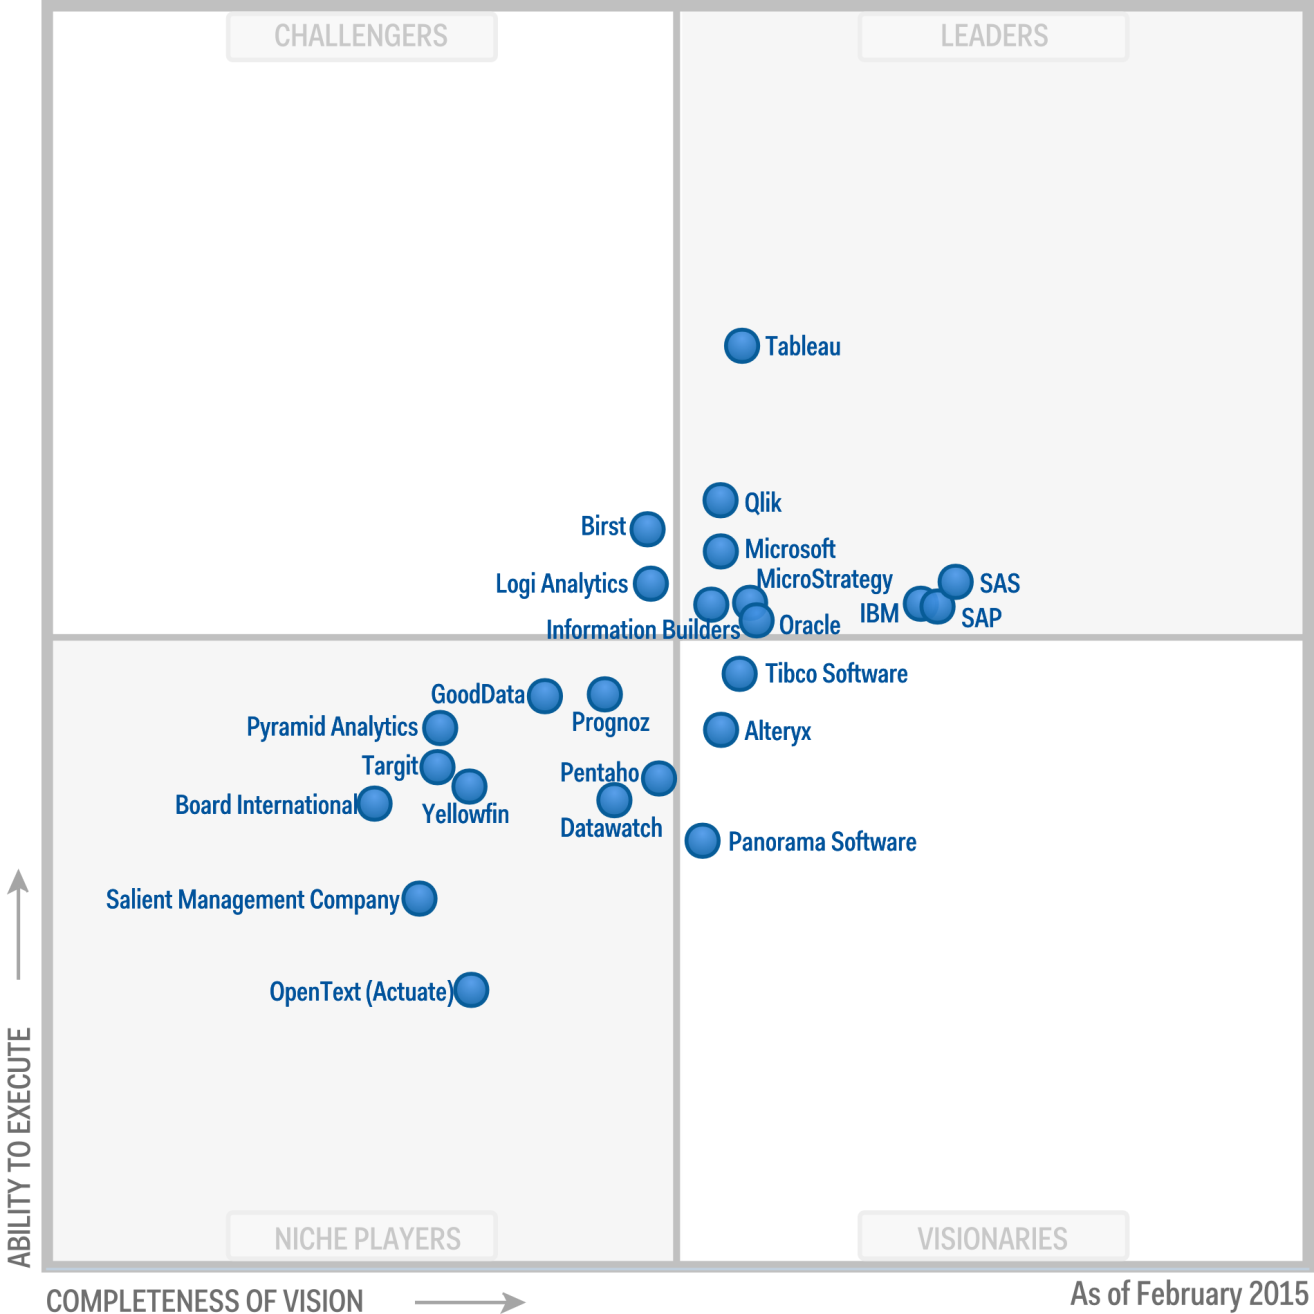 CHALLENGERS
LEADERS
Tableau
Qlik
Birst
Microsoft
MicroStrategy
Logi Analytics
SAS
IBM
SAP
Information Builders
Oracle
Tibco Software
GoodData
Prognoz
Pyramid Analytics
Alteryx
Targit
Pentaho
Board International
Yellowfin
Datawatch
Panorama Software
Salient Management Company
OpenText (Actuate)
ABILITY TO EXECUTE
NICHE PLAYERS
VISIONARIES
COMPLETENESS OF VISION
As of February 2015